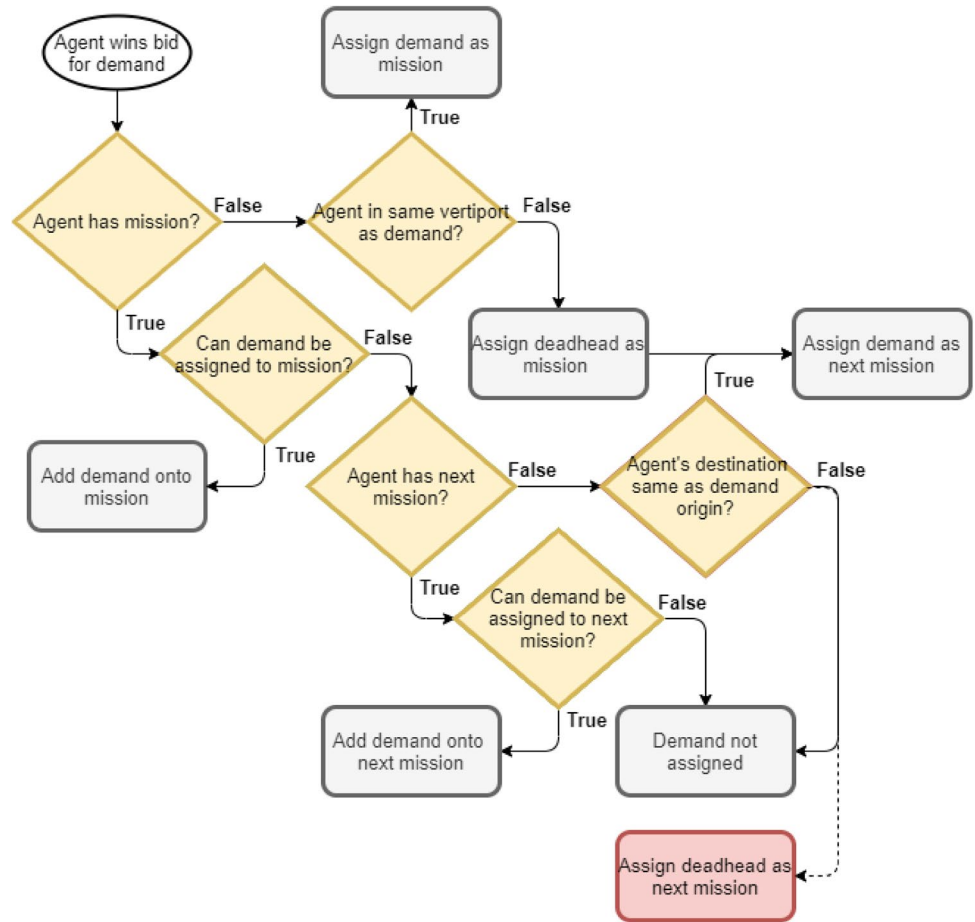 Agent wins bid
for demand
Assign demand as
mission
True
Agent has mission?
False
Agent in same vertiport
as demand?
False
True
Can demand be
assigned to mission?
False
Assign deadhead as
mission
Assign demand as
next mission
True
Add demand onto
mission
True
Agent has next
mission?
False
Agent's destination
same as demand
origin?
False
True
Can demand be
assigned to next
mission?
False
True
Add demand onto
next mission
Demand not
assigned
Assign deadhead as
next mission